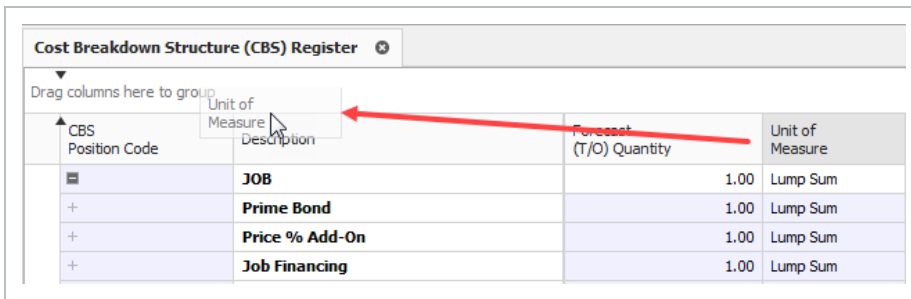 Cost Breakdown Structure (CBS) Register
Drag columns here to group
Unit of
Measure
CBS
Position Code
Description
Forecast
(T/O) Quantity
Unit of
Measure
JOB 1.00 Lump Sum
Prime Bond 1.00 Lump Sum
Price % Add-On 1.00 Lump Sum
Job Financing 1.00 Lump Sum